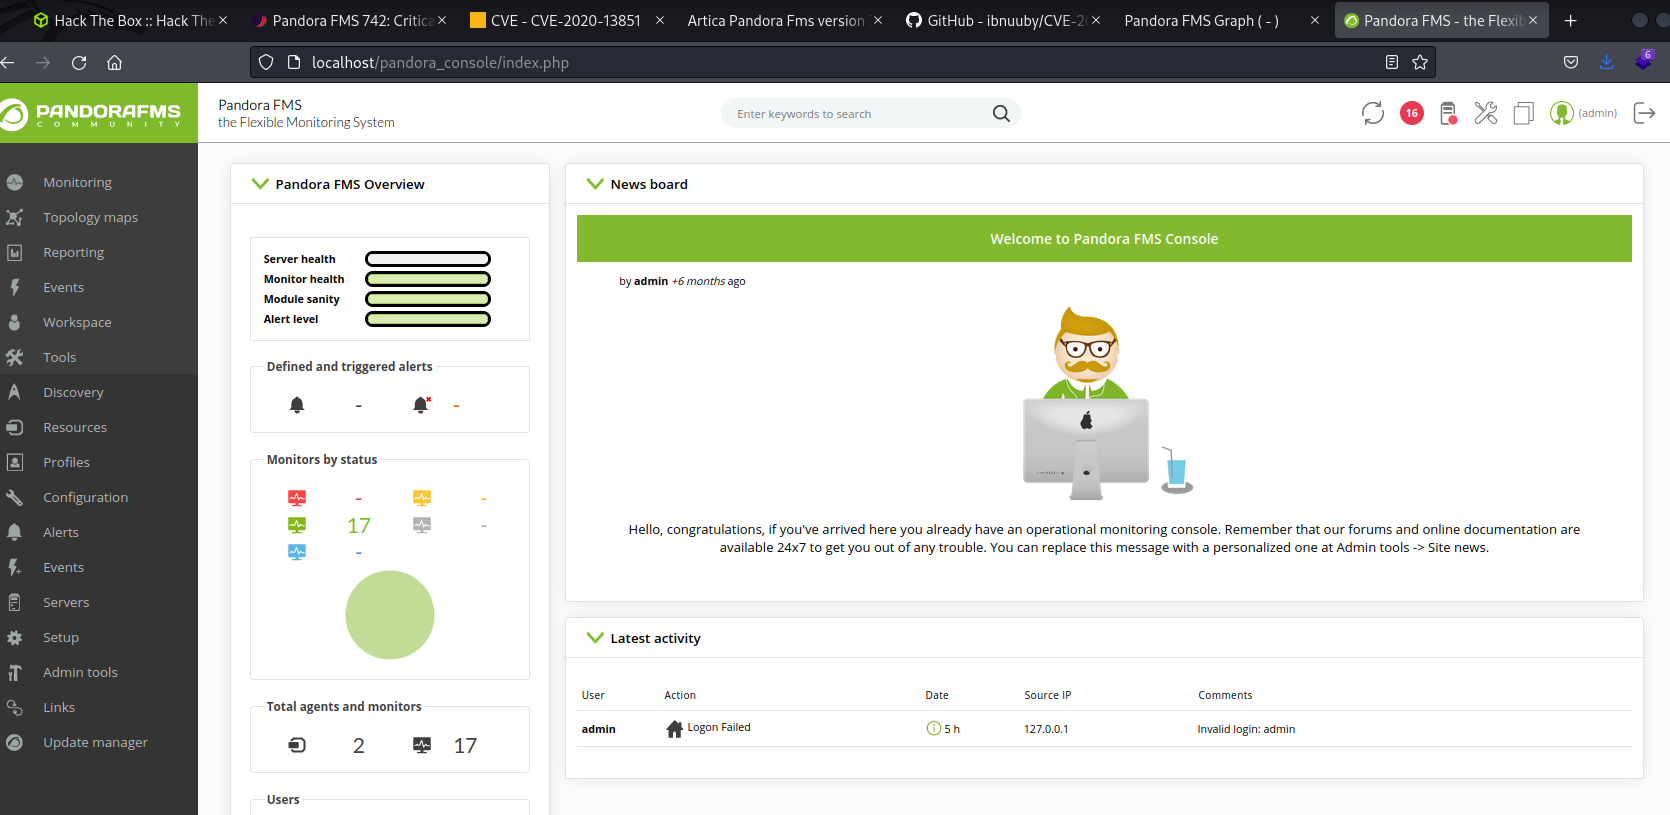 Hack The Box :: Hack The
Pandora FMS 742: Critica
CVE - CVE-2020-13851
Artica Pandora Fms version
GitHub - ibnuuby/CVE-20
Pandora FMS Graph ( - )
Pandora FMS - the Flexib
localhost/pandora_console/index.php
6
PANDORAFMS
COMMUNITY
Pandora FMS
the Flexible Monitoring System
Enter keywords to search
16
(admin)
Monitoring
Topology maps
Reporting
Events
Workspace
Tools
Discovery
Resources
Profiles
Configuration
Alerts
Events
Servers
Setup
Admin tools
Links
Update manager
Pandora FMS Overview
Server health
Monitor health
Module sanity
Alert level
Defined and triggered alerts
- -
Monitors by status
- -
17 -
-
Total agents and monitors
2 17
Users
News board
Welcome to Pandora FMS Console
by admin +6 months ago
Hello, congratulations, if you've arrived here you already have an operational monitoring console. Remember that our forums and online documentation are
available 24x7 to get you out of any trouble. You can replace this message with a personalized one at Admin tools -> Site news.
Latest activity
User Action Date Source IP Comments
admin Logon Failed 5 h 127.0.0.1 Invalid login: admin